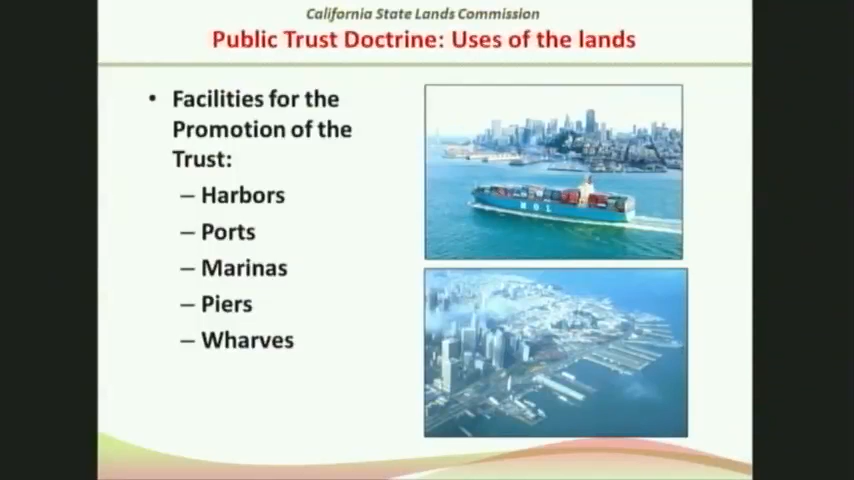 California State Lands Commission
Public Trust Doctrine: Uses of the lands
• Facilities for the
Promotion of the
Trust:
– Harbors
– Ports
– Marinas
– Piers
– Wharves
MOL